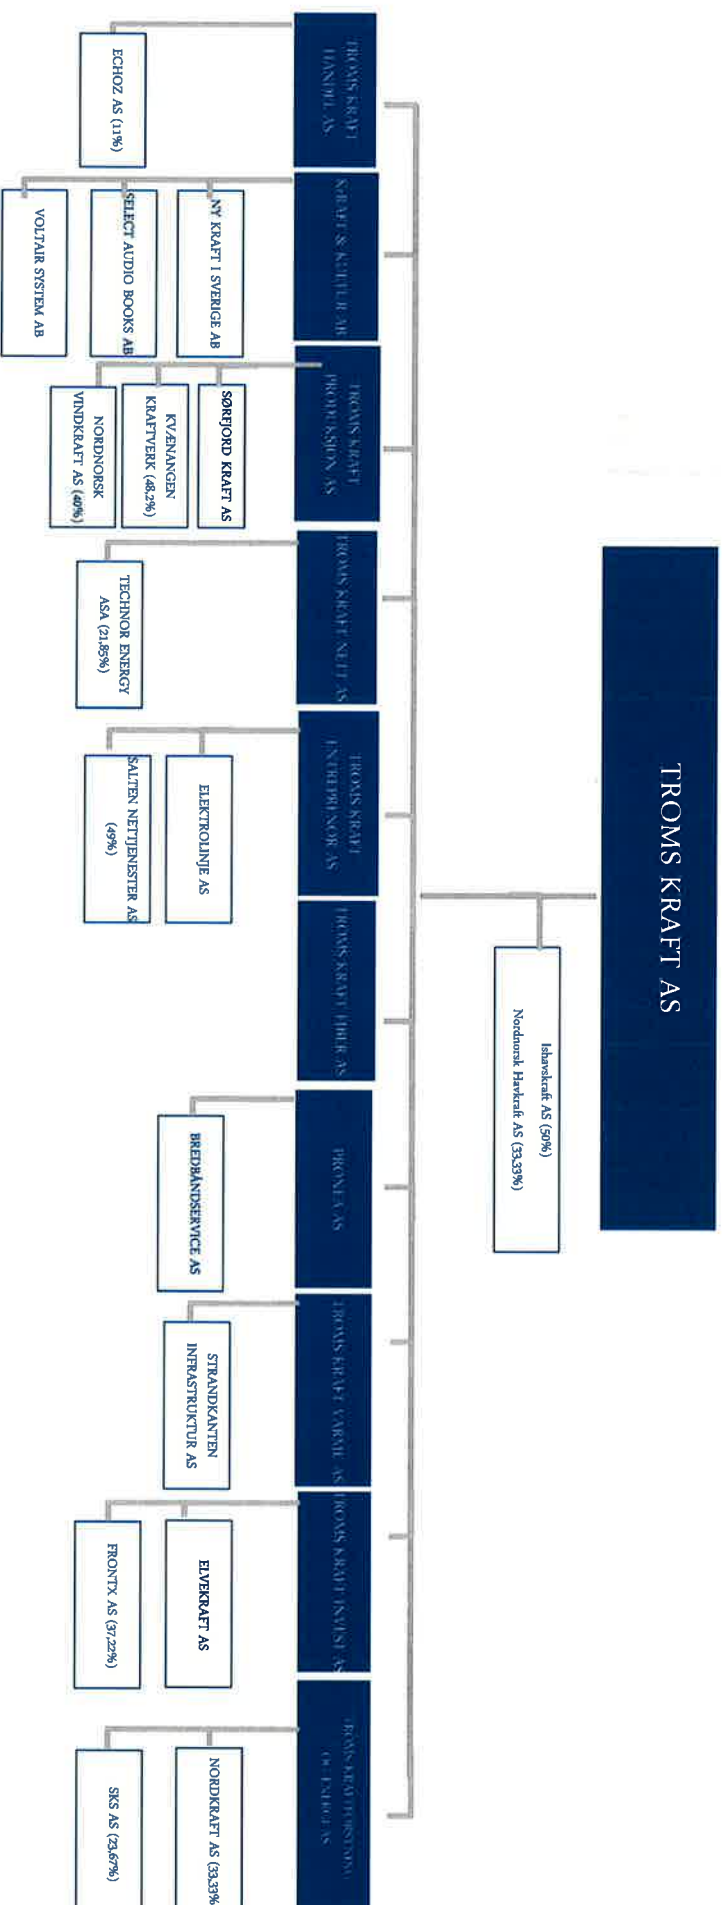 TROMS KRAFT AS
Ishavskraft AS (50%)
Nordnorsk Havkraft AS (33,33%)
TROMS KRAFT
HANDEL AS
ECHOZ AS (11%)
KRAFT & KULTUR AB
NY KRAFT I SVERIGE AB
SELECT AUDIO BOOKS AB
VOLTAIR SYSTEM AB
TROMS KRAFT
PRODUKSJON AS
SØRFJORD KRAFT AS
KVÆNANGEN
KRAFTVERK (48,2%)
NORDNORSK
VINDKRAFT AS (40%)
TROMS KRAFT NETT AS
TECHNOR ENERGY
ASA (21,85%)
TROMS KRAFT
ENTREPRENØR AS
ELEKTROLINJE AS
SALTEN NETTJENESTER AS
(49%)
TROMS KRAFT FIBER AS
BREDBÅNDSERVICE AS
TROMS KRAFT VARME AS
STRANDKANTEN
INFRASTRUKTUR AS
TROMS KRAFT INVEST AS
ELVEKRAFT AS
FRONTX AS (37,22%)
OG ENERGI AS
NORDKRAFT AS (33,33%
SKS AS (23,67%)